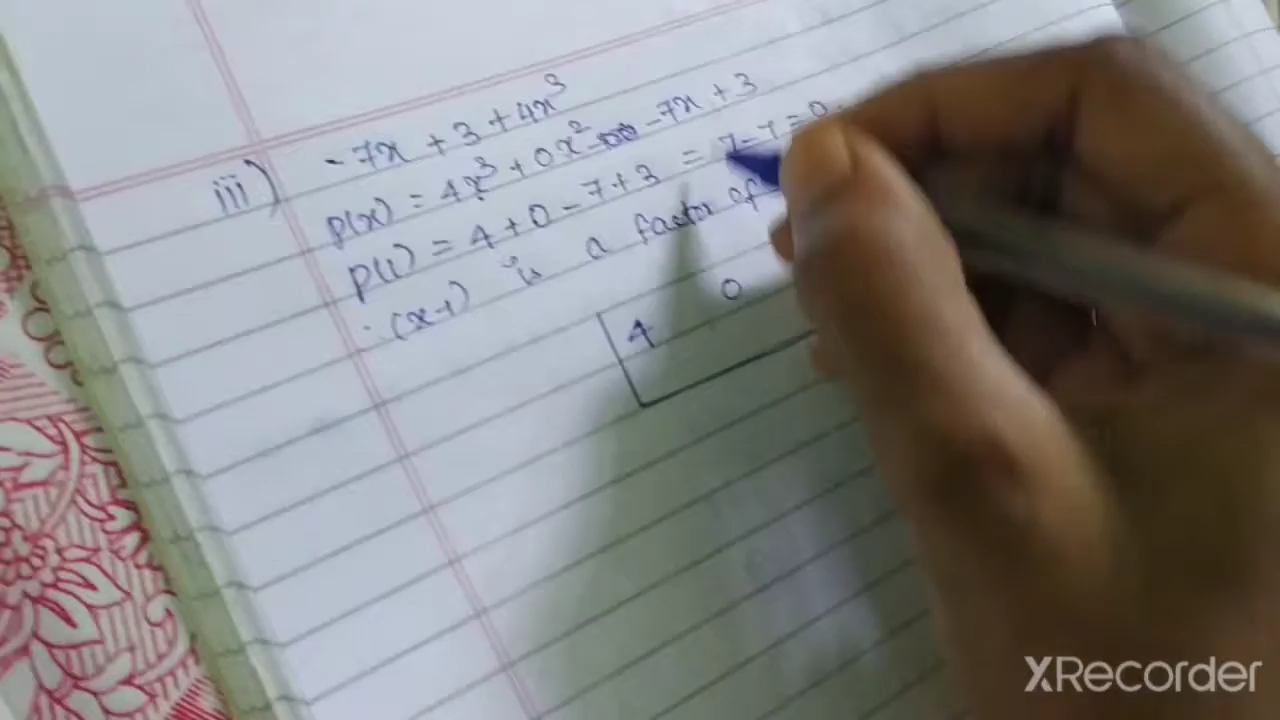 iii) - 7x + 3 + 4x³
p(x) = 4x³ + 0x² - 7x + 3
p(1) = 4 + 0 - 7 + 3 = 7 - 7 = 0
∴ (x-1) is a factor of
4 0
XRecorder